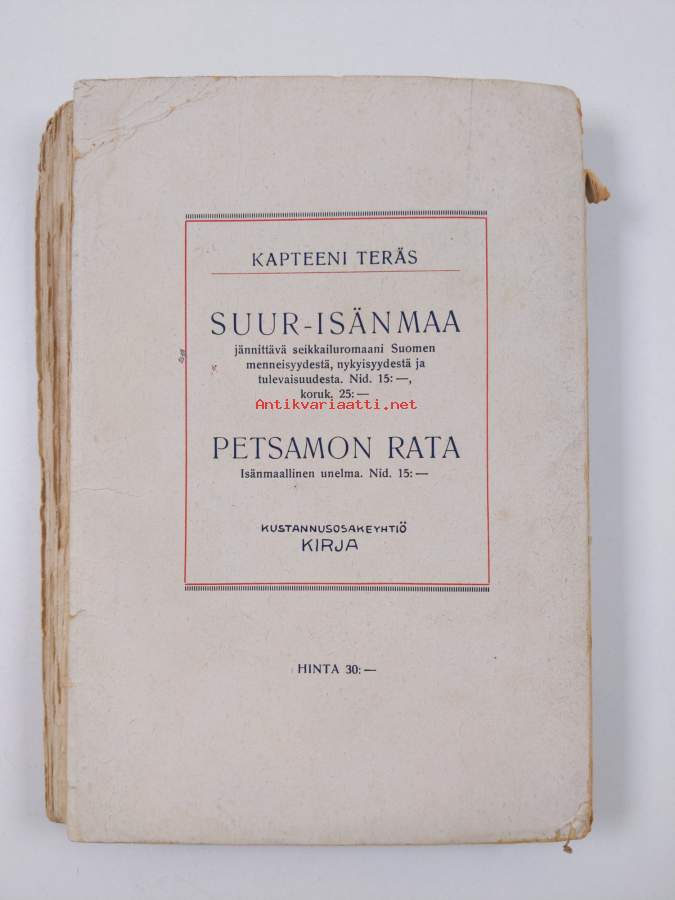 KAPTEENI TERÄS
SUUR-ISÄNMAA
jännittävä seikkailuromaani Suomen
menneisyydestä, nykyisyydestä ja
tulevaisuudesta. Nid. 15: —,
koruk. 25: —
Antikvariaatti.net
PETSAMON RATA
Isänmaallinen unelma. Nid. 15: —
KUSTANNUSOSAKEYHTIÖ
KIRJA
HINTA 30: —